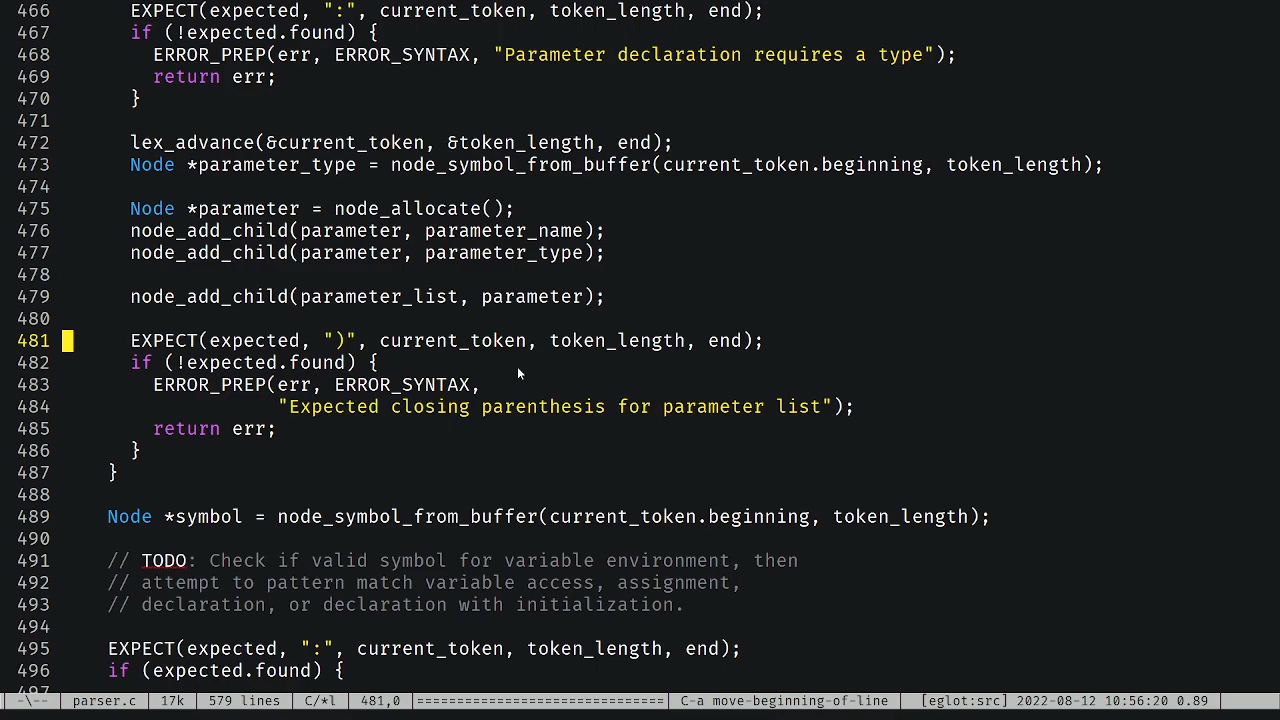 466       EXPECT(expected, ":", current_token, token_length, end);
467       if (!expected.found) {
468         ERROR_PREP(err, ERROR_SYNTAX, "Parameter declaration requires a type");
469         return err;
470       }
471
472       lex_advance(&current_token, &token_length, end);
473       Node *parameter_type = node_symbol_from_buffer(current_token.beginning, token_length);
474
475       Node *parameter = node_allocate();
476       node_add_child(parameter, parameter_name);
477       node_add_child(parameter, parameter_type);
478
479       node_add_child(parameter_list, parameter);
480
481       EXPECT(expected, ")", current_token, token_length, end);
482       if (!expected.found) {
483         ERROR_PREP(err, ERROR_SYNTAX,
484                    "Expected closing parenthesis for parameter list");
485         return err;
486       }
487     }
488
489     Node *symbol = node_symbol_from_buffer(current_token.beginning, token_length);
490
491     // TODO: Check if valid symbol for variable environment, then
492     // attempt to pattern match variable access, assignment,
493     // declaration, or declaration with initialization.
494
495     EXPECT(expected, ":", current_token, token_length, end);
496     if (expected.found) {
497
-\-- parser.c 17k 579 lines C/*l 481,0 ============================== C-a move-beginning-of-line [eglot:src] 2022-08-12 10:56:20 0.89